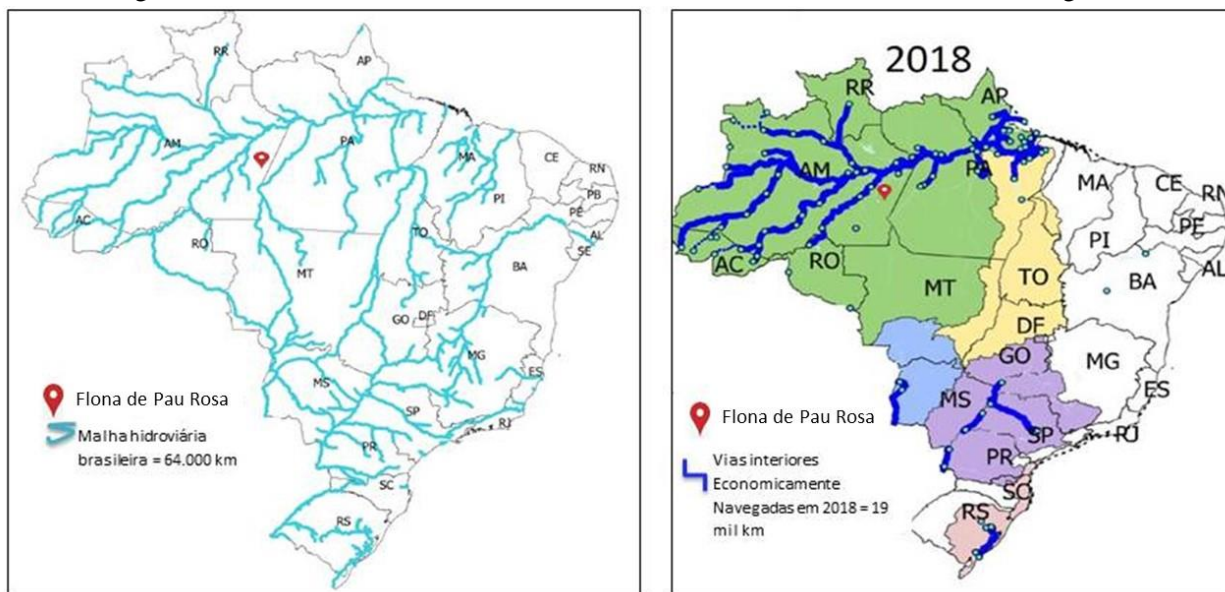 RR
AP
AM
PA
MA
CE
RN
PB
PE
PI
AL
SE
AC
RO
TO
BA
MT
GO
DF
MG
ES
MS
SP
RJ
PR
SC
RS
Flona de Pau Rosa
Malha hidroviária
brasileira = 64.000 km
2018
RR
AP
AM
PA
MA
CE
RN
PE
PI
AL
AC
RO
TO
BA
MT
DF
GO
MG
ES
MS
SP
RJ
PR
SC
RS
Flona de Pau Rosa
Vias interiores
Economicamente
Navegadas em 2018 = 19
mil km